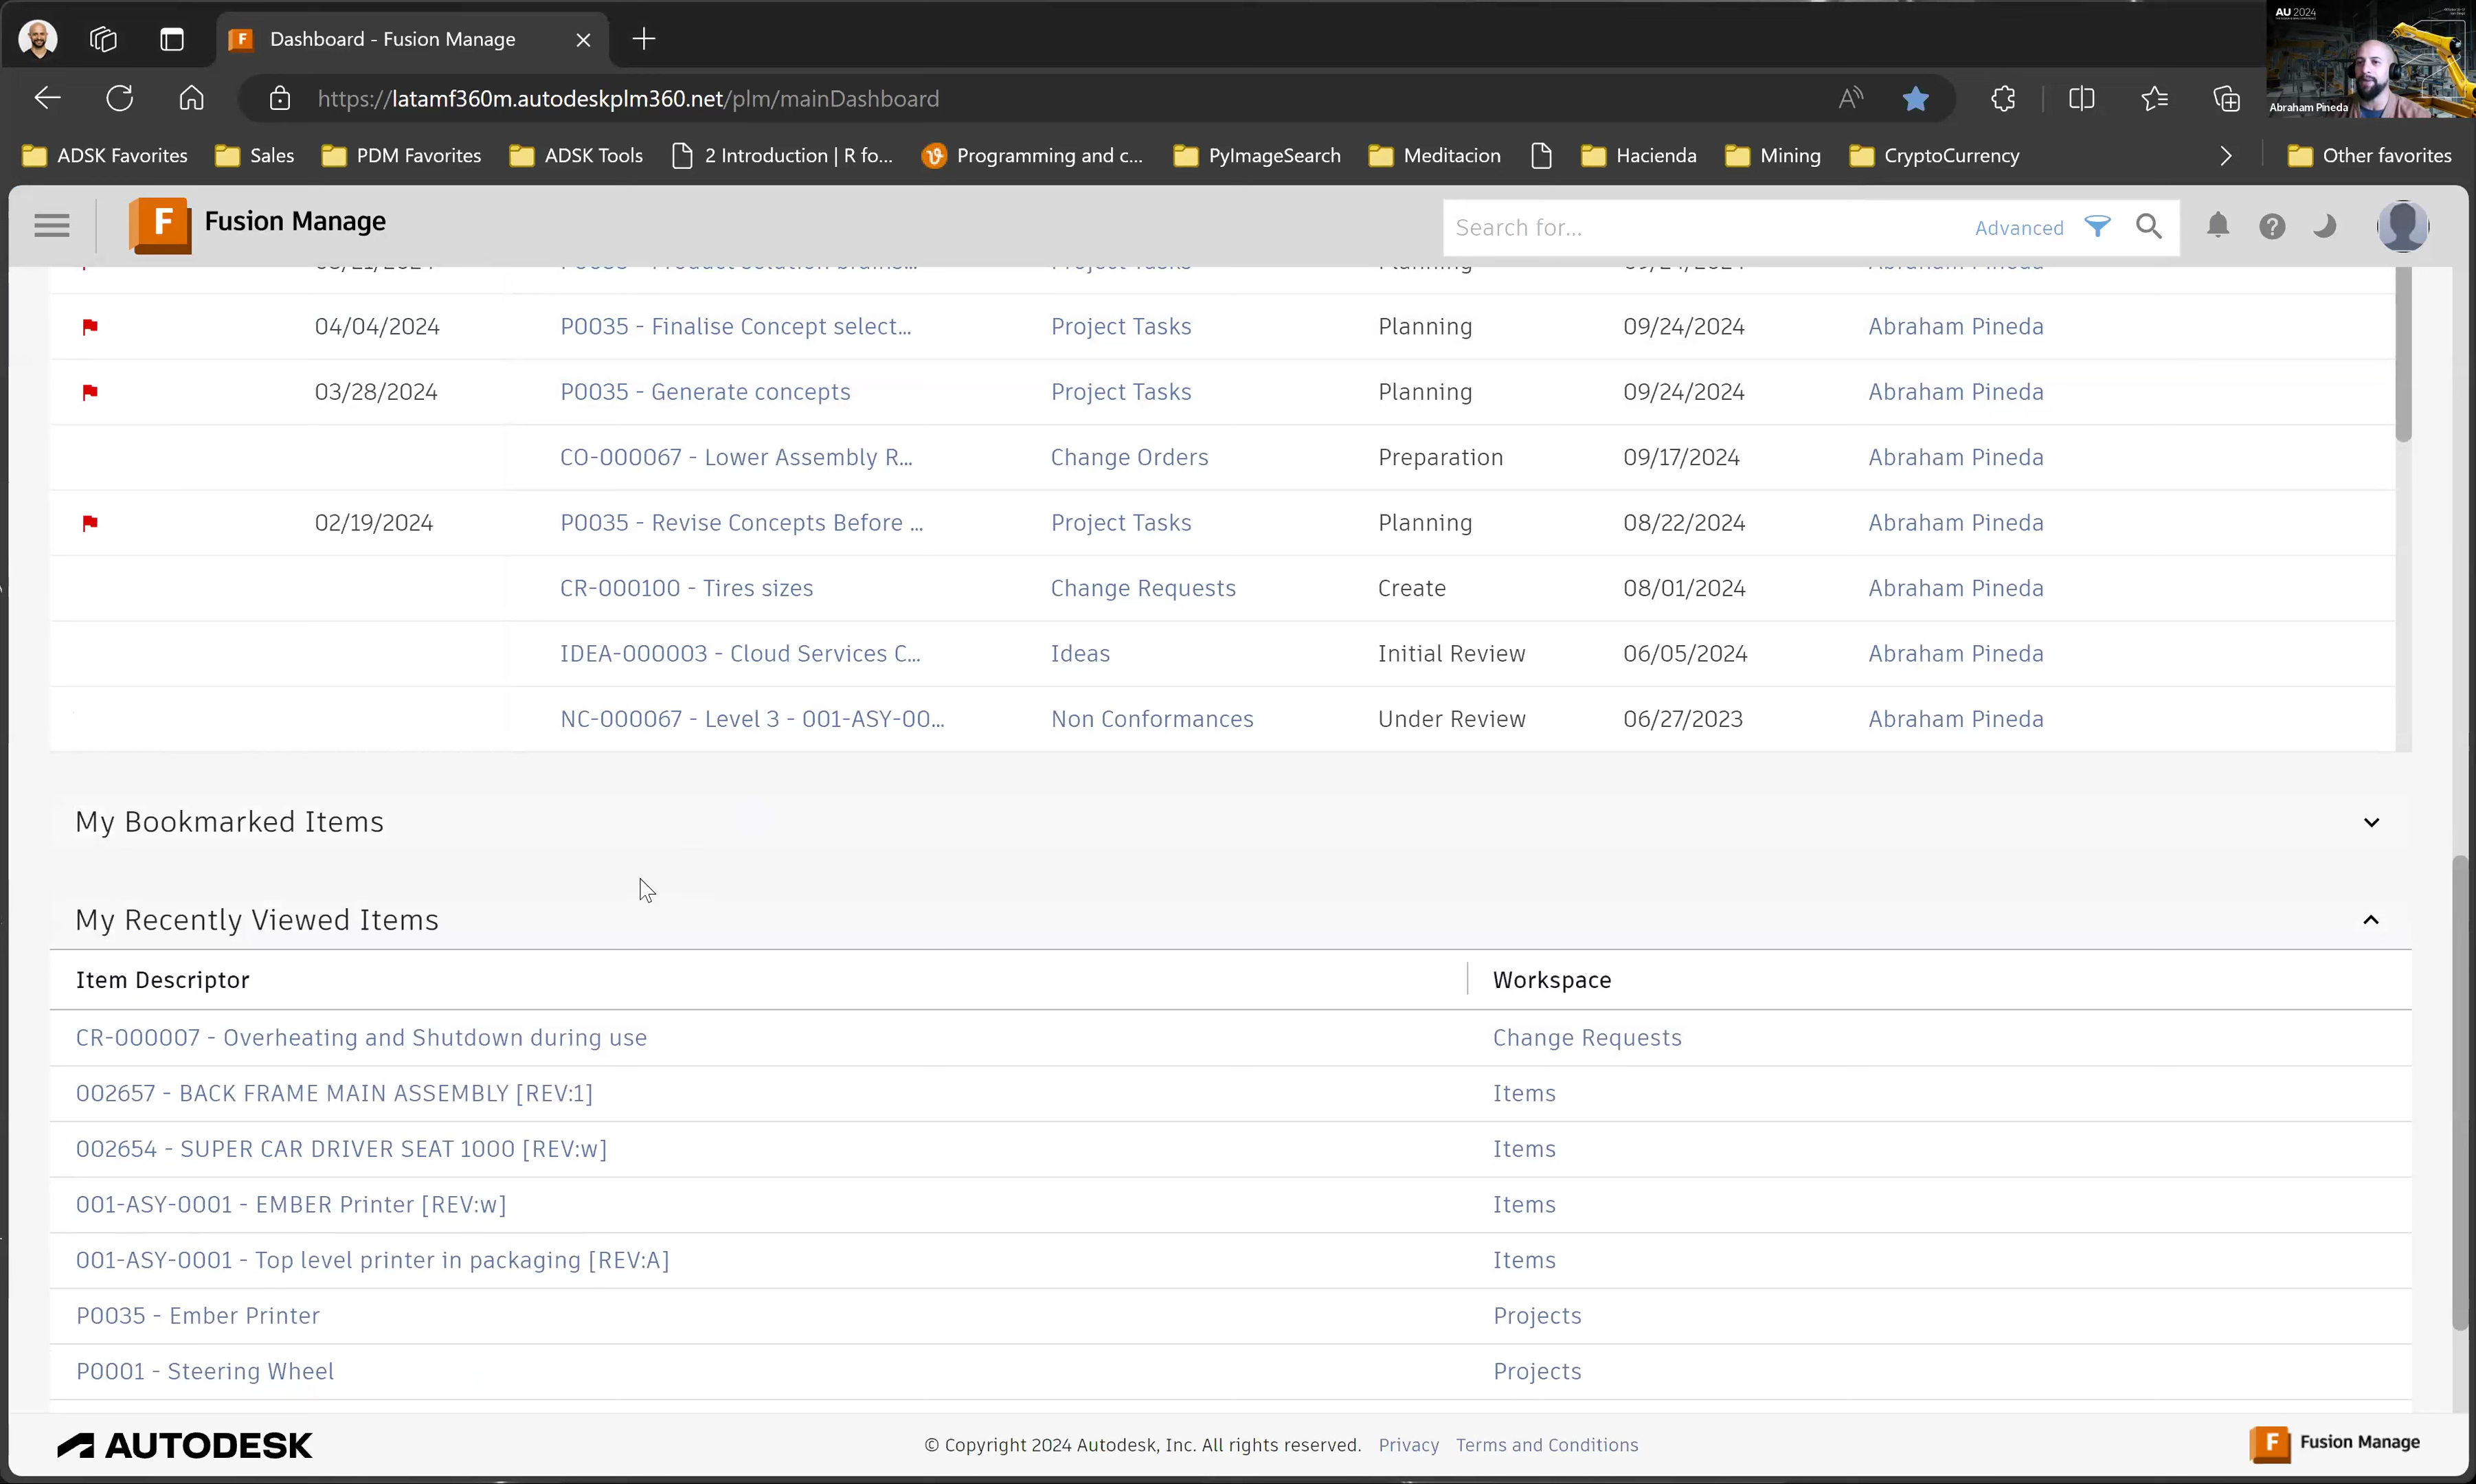 Dashboard - Fusion Manage
AU 2024
https://latamf360m.autodeskplm360.net/plm/mainDashboard
Abraham Pineda
ADSK Favorites Sales PDM Favorites ADSK Tools 2 Introduction | R fo... Programming and c... PyImageSearch Meditacion Hacienda Mining CryptoCurrency Other favorites
F Fusion Manage Search for... Advanced
04/04/2024 P0035 - Finalise Concept select... Project Tasks Planning 09/24/2024 Abraham Pineda
03/28/2024 P0035 - Generate concepts Project Tasks Planning 09/24/2024 Abraham Pineda
CO-000067 - Lower Assembly R... Change Orders Preparation 09/17/2024 Abraham Pineda
02/19/2024 P0035 - Revise Concepts Before ... Project Tasks Planning 08/22/2024 Abraham Pineda
CR-000100 - Tires sizes Change Requests Create 08/01/2024 Abraham Pineda
IDEA-000003 - Cloud Services C... Ideas Initial Review 06/05/2024 Abraham Pineda
NC-000067 - Level 3 - 001-ASY-00... Non Conformances Under Review 06/27/2023 Abraham Pineda
My Bookmarked Items
My Recently Viewed Items
Item Descriptor Workspace
CR-000007 - Overheating and Shutdown during use Change Requests
002657 - BACK FRAME MAIN ASSEMBLY [REV:1] Items
002654 - SUPER CAR DRIVER SEAT 1000 [REV:w] Items
001-ASY-0001 - EMBER Printer [REV:w] Items
001-ASY-0001 - Top level printer in packaging [REV:A] Items
P0035 - Ember Printer Projects
P0001 - Steering Wheel Projects
AUTODESK © Copyright 2024 Autodesk, Inc. All rights reserved. Privacy Terms and Conditions F Fusion Manage